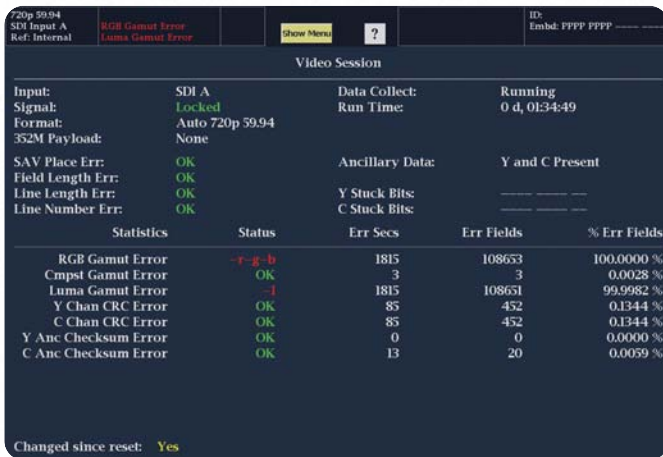 720p 59.94
SDI Input A
Ref: Internal
RGB Gamut Error
Luma Gamut Error
Show Menu
?
ID:
Embd: PPPP PPPP ---- ----
Video Session
Input: SDI A Data Collect: Running
Signal: Locked Run Time: 0 d, 01:34:49
Format: Auto 720p 59.94
352M Payload: None
SAV Place Err: OK Ancillary Data: Y and C Present
Field Length Err: OK
Line Length Err: OK Y Stuck Bits: ---- ---- --
Line Number Err: OK C Stuck Bits: ---- ---- --
Statistics Status Err Secs Err Fields % Err Fields
RGB Gamut Error -r-g-b 1815 108653 100.0000 %
Cmpst Gamut Error OK 3 3 0.0028 %
Luma Gamut Error -l 1815 108651 99.9982 %
Y Chan CRC Error OK 85 452 0.1344 %
C Chan CRC Error OK 85 452 0.1344 %
Y Anc Checksum Error OK 0 0 0.0000 %
C Anc Checksum Error OK 13 20 0.0059 %
Changed since reset: Yes